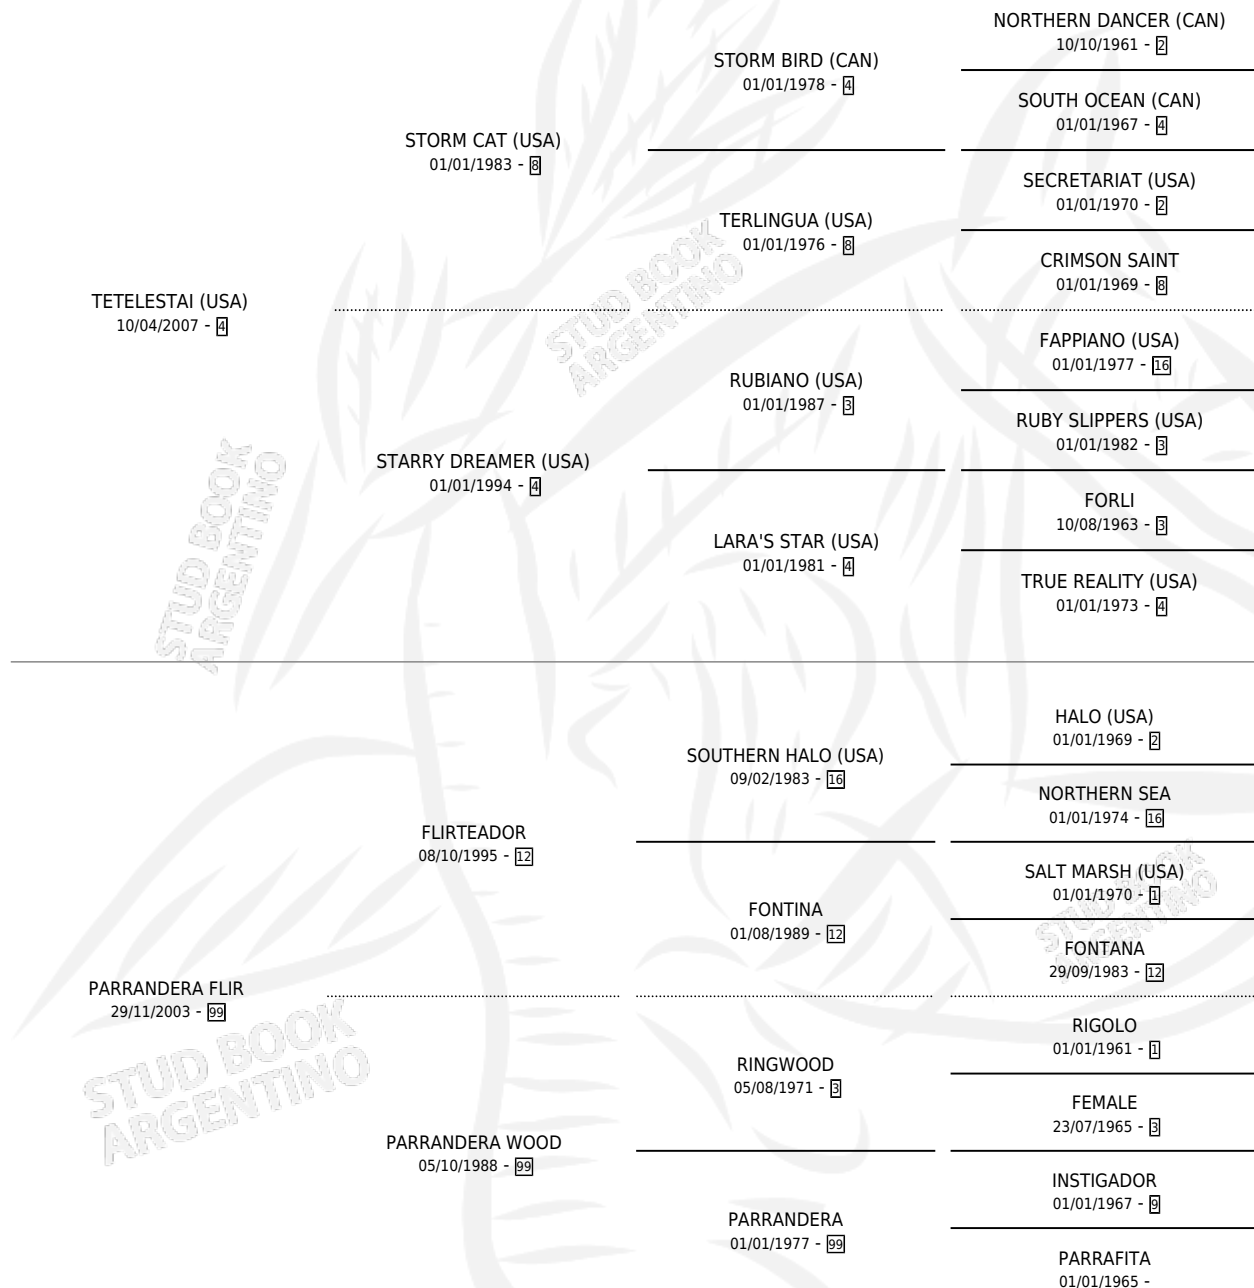 NORTHERN DANCER (CAN)
10/10/1961 - 2
STORM BIRD (CAN)
01/01/1978 - 4
SOUTH OCEAN (CAN)
01/01/1967 - 4
STORM CAT (USA)
01/01/1983 - 8
SECRETARIAT (USA)
01/01/1970 - 2
TERLINGUA (USA)
01/01/1976 - 8
CRIMSON SAINT
01/01/1969 - 8
TETELESTAI (USA)
10/04/2007 - 4
FAPPIANO (USA)
01/01/1977 - 16
RUBIANO (USA)
01/01/1987 - 3
RUBY SLIPPERS (USA)
01/01/1982 - 3
STARRY DREAMER (USA)
01/01/1994 - 4
FORLI
10/08/1963 - 3
LARA'S STAR (USA)
01/01/1981 - 4
TRUE REALITY (USA)
01/01/1973 - 4
STUD BOOK
ARGENTINO
STUD BOOK
ARGENTINO
HALO (USA)
01/01/1969 - 2
SOUTHERN HALO (USA)
09/02/1983 - 16
NORTHERN SEA
01/01/1974 - 16
FLIRTEADOR
08/10/1995 - 12
SALT MARSH (USA)
01/01/1970 - 1
FONTINA
01/08/1989 - 12
FONTANA
29/09/1983 - 12
STUD BOOK
ARGENTINO
PARRANDERA FLIR
29/11/2003 - 99
RIGOLO
01/01/1961 - 1
RINGWOOD
05/08/1971 - 3
FEMALE
23/07/1965 - 3
STUD BOOK
ARGENTINO
PARRANDERA WOOD
05/10/1988 - 99
INSTIGADOR
01/01/1967 - 9
PARRANDERA
01/01/1977 - 99
PARRAFITA
01/01/1965 -